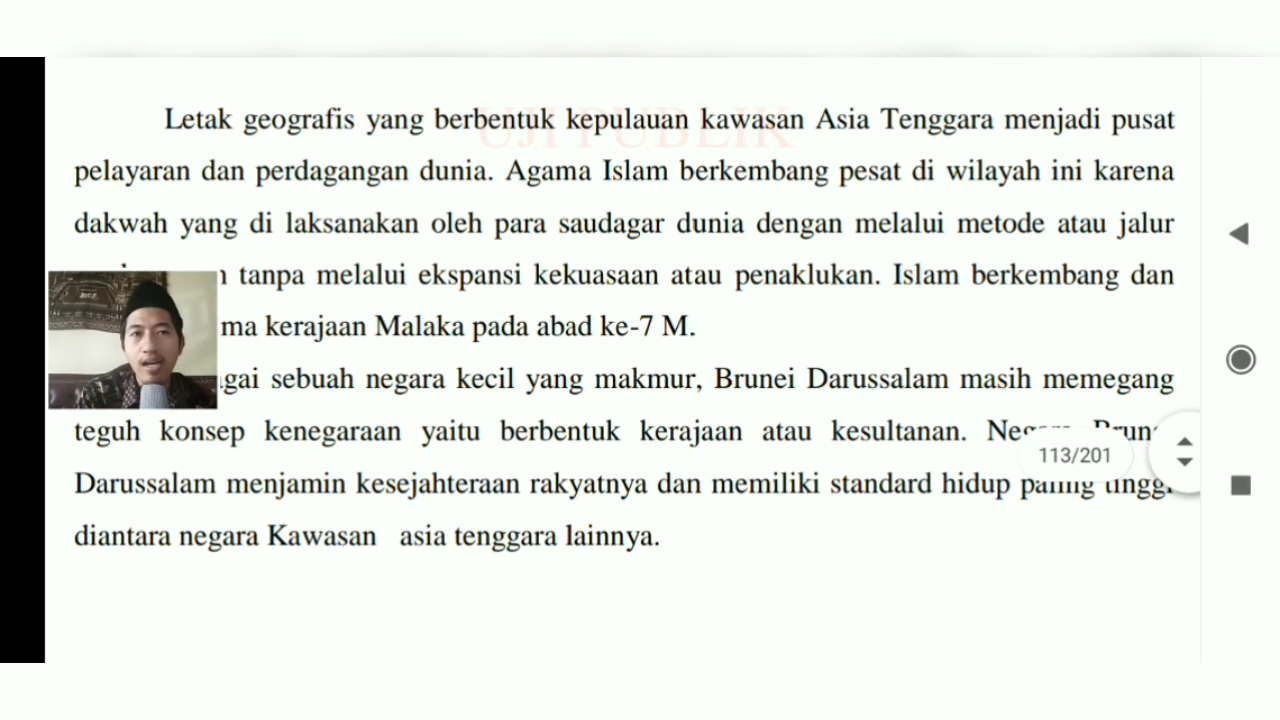 UJI PUBLIK
Letak geografis yang berbentuk kepulauan kawasan Asia Tenggara menjadi pusat
pelayaran dan perdagangan dunia. Agama Islam berkembang pesat di wilayah ini karena
dakwah yang di laksanakan oleh para saudagar dunia dengan melalui metode atau jalur
tanpa melalui ekspansi kekuasaan atau penaklukan. Islam berkembang dan
kerajaan Malaka pada abad ke-7 M.
sebuah negara kecil yang makmur, Brunei Darussalam masih memegang
teguh konsep kenegaraan yaitu berbentuk kerajaan atau kesultanan.
113/201
Darussalam menjamin kesejahteraan rakyatnya dan memiliki standard hidup paling tinggi
diantara negara Kawasan asia tenggara lainnya.